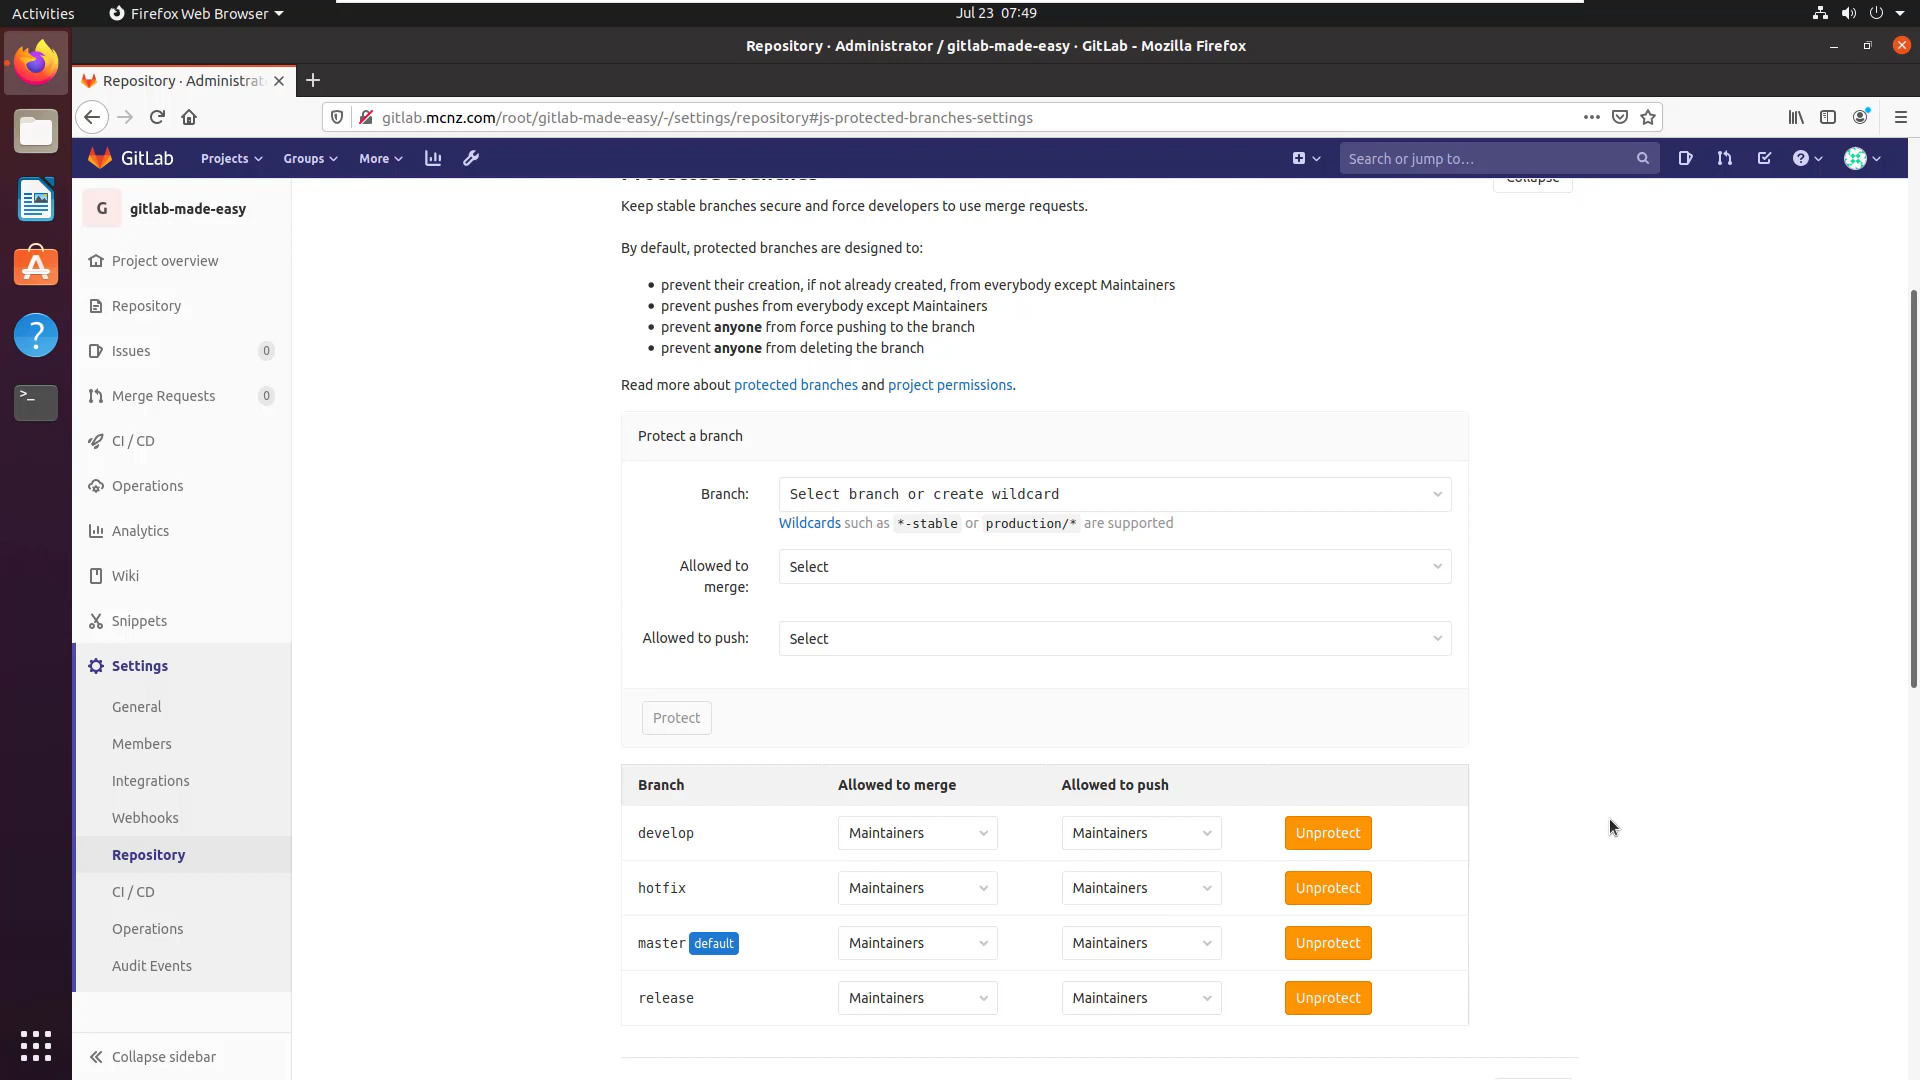 Activities Firefox Web Browser Jul 23 07:49
Repository · Administrator / gitlab-made-easy · GitLab - Mozilla Firefox
Repository · Administrat
gitlab.mcnz.com/root/gitlab-made-easy/-/settings/repository#js-protected-branches-settings
GitLab Projects Groups More Search or jump to…
G gitlab-made-easy
Project overview
Repository
Issues 0
Merge Requests 0
CI / CD
Operations
Analytics
Wiki
Snippets
Settings
General
Members
Integrations
Webhooks
Repository
CI / CD
Operations
Audit Events
Collapse sidebar
Protected Branches Collapse
Keep stable branches secure and force developers to use merge requests.
By default, protected branches are designed to:
prevent their creation, if not already created, from everybody except Maintainers
prevent pushes from everybody except Maintainers
prevent anyone from force pushing to the branch
prevent anyone from deleting the branch
Read more about protected branches and project permissions.
Protect a branch
Branch: Select branch or create wildcard
Wildcards such as *-stable or production/* are supported
Allowed to
merge: Select
Allowed to push: Select
Protect
Branch Allowed to merge Allowed to push
develop Maintainers Maintainers Unprotect
hotfix Maintainers Maintainers Unprotect
master default Maintainers Maintainers Unprotect
release Maintainers Maintainers Unprotect